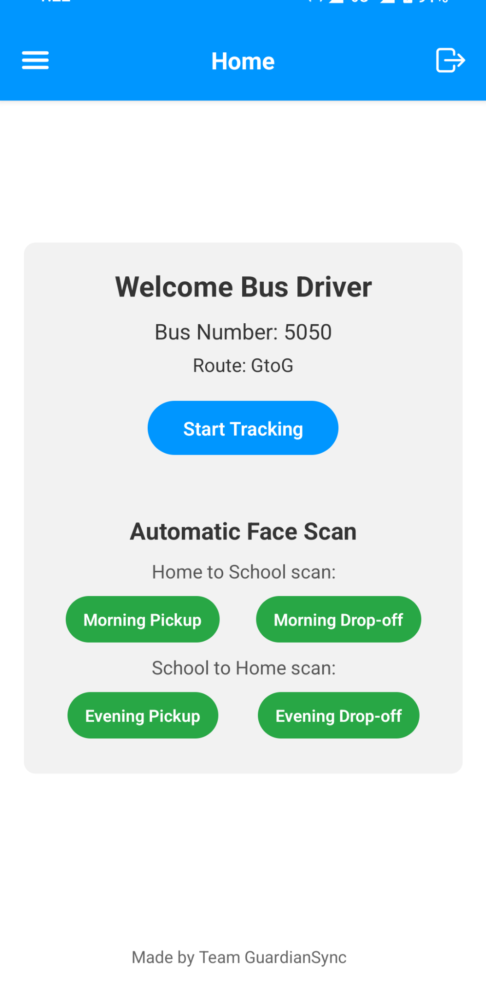 Home
Welcome Bus Driver
Bus Number: 5050
Route: GtoG
Start Tracking
Automatic Face Scan
Home to School scan:
Morning Pickup
Morning Drop-off
School to Home scan:
Evening Pickup
Evening Drop-off
Made by Team GuardianSync